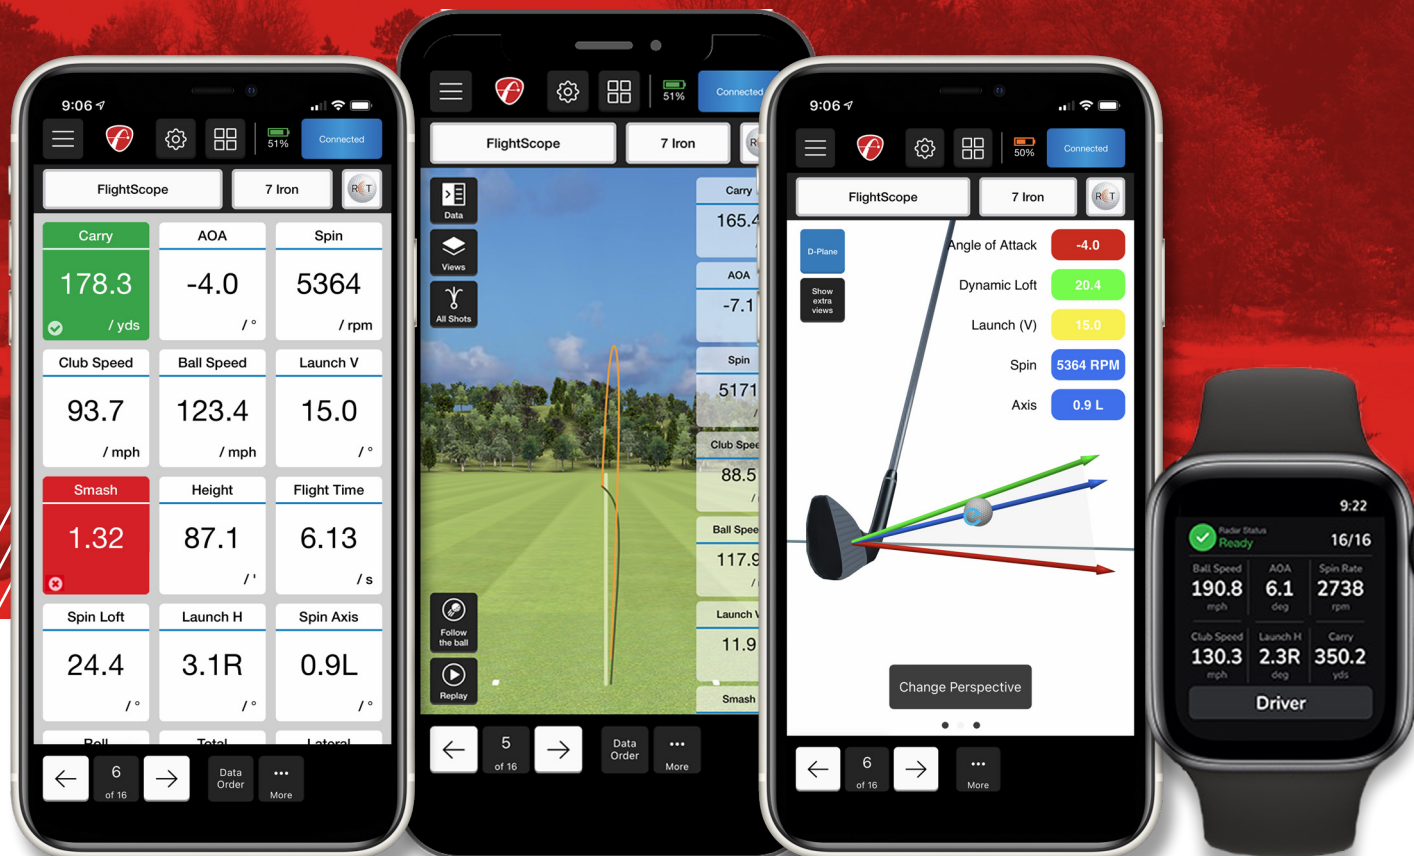 9:06
51%
Connected
FlightScope
7 Iron
RCT
Carry
AOA
Spin
178.3
-4.0
5364
/ yds
/ °
/ rpm
Club Speed
Ball Speed
Launch V
93.7
123.4
15.0
/ mph
/ mph
/ °
Smash
Height
Flight Time
1.32
87.1
6.13
/ '
/ s
Spin Loft
Launch H
Spin Axis
24.4
3.1R
0.9L
/ °
/ °
/ °
Roll
Total
Lateral
6
of 16
Data
Order
More
51%
Connected
FlightScope
7 Iron
Data
Views
All Shots
Carry
165.4
AOA
-7.1
Spin
5171
Club Spee
88.5
Ball Spee
117.9
Launch V
11.9
Smash
Follow
the ball
Replay
5
of 16
Data
Order
More
9:06
50%
Connected
FlightScope
7 Iron
RCT
D-Plane
Show
extra
views
Angle of Attack -4.0
Dynamic Loft 20.4
Launch (V) 15.0
Spin 5364 RPM
Axis 0.9 L
Change Perspective
6
of 16
More
9:22
Radar Status
Ready
16/16
Ball Speed
AOA
Spin Rate
190.8
6.1
2738
mph
deg
rpm
Club Speed
Launch H
Carry
130.3
2.3R
350.2
mph
deg
yds
Driver